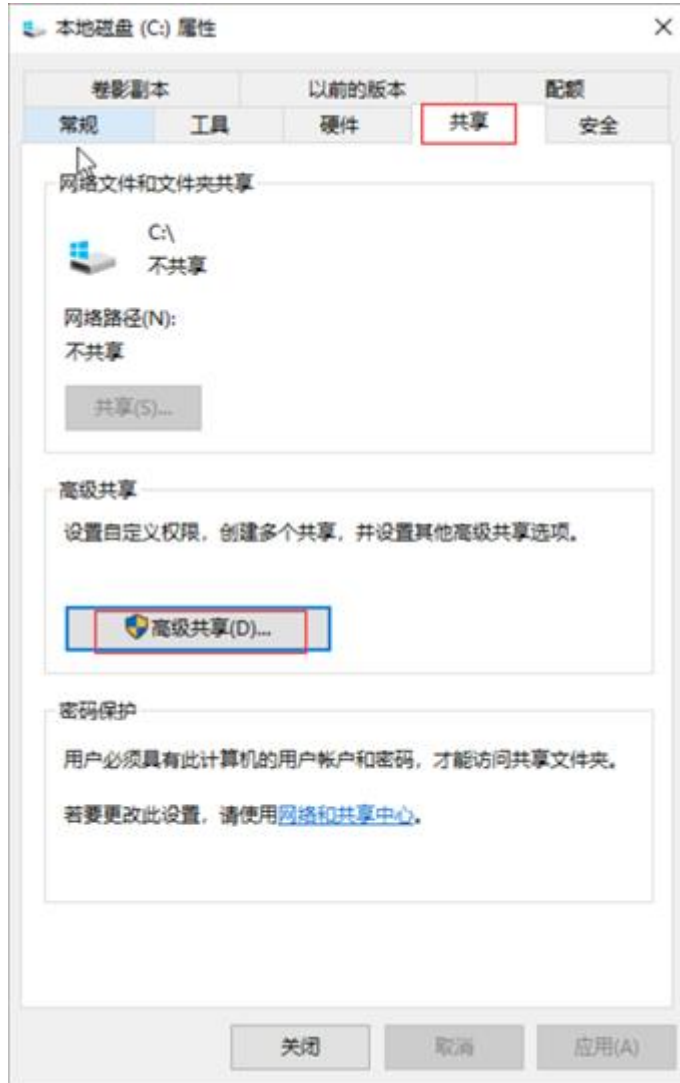 本地磁盘 (C:) 属性
卷影副本 以前的版本 配额
常规 工具 硬件 共享 安全
网络文件和文件夹共享
C:\
不共享
网络路径(N):
不共享
共享(S)...
高级共享
设置自定义权限，创建多个共享，并设置其他高级共享选项。
高级共享(D)...
密码保护
用户必须具有此计算机的用户帐户和密码，才能访问共享文件夹。
若要更改此设置，请使用网络和共享中心。
关闭 取消 应用(A)